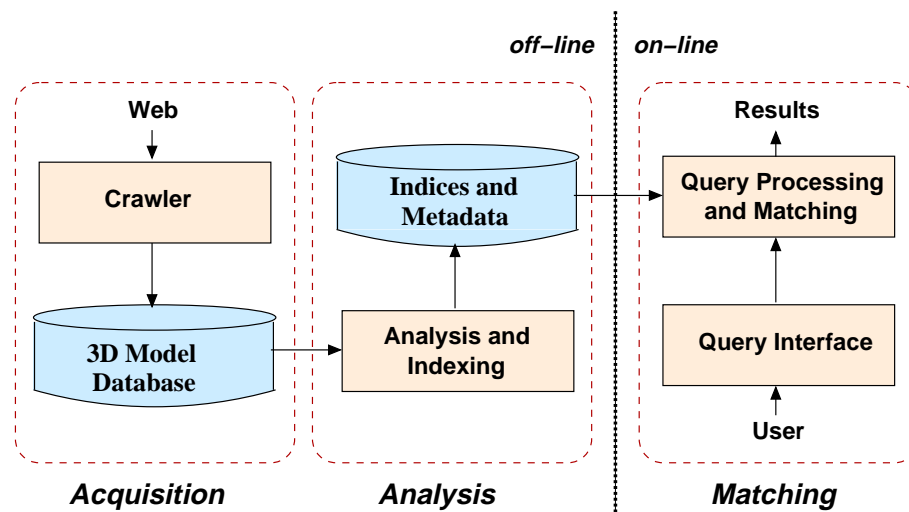 off–line
on–line
Web
Crawler
3D Model
Database
Acquisition
Indices and
Metadata
Analysis and
Indexing
Analysis
Results
Query Processing
and Matching
Query Interface
User
Matching